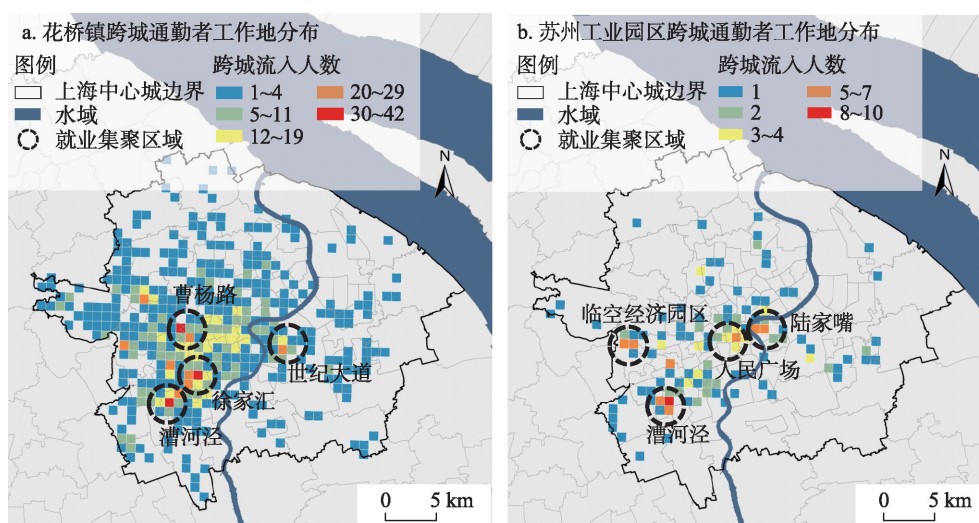 a. 花桥镇跨城通勤者工作地分布
图例
跨城流入人数
上海中心城边界
水域
就业集聚区域
1~4
5~11
12~19
20~29
30~42
N
曹杨路
世纪大道
徐家汇
漕河泾
0 5 km
b. 苏州工业园区跨城通勤者工作地分布
图例
跨城流入人数
上海中心城边界
水域
就业集聚区域
1
2
3~4
5~7
8~10
N
临空经济园区
陆家嘴
人民广场
漕河泾
0 5 km